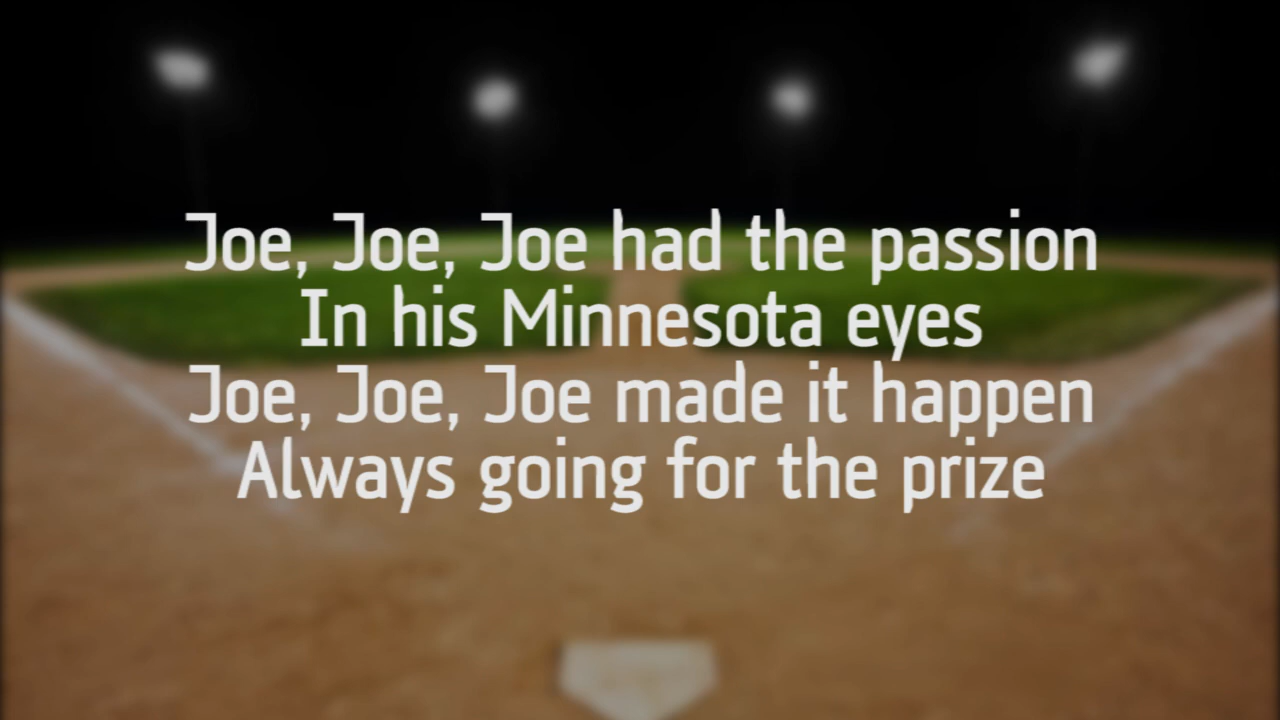 Joe, Joe, Joe had the passion
In his Minnesota eyes
Joe, Joe, Joe made it happen
Always going for the prize